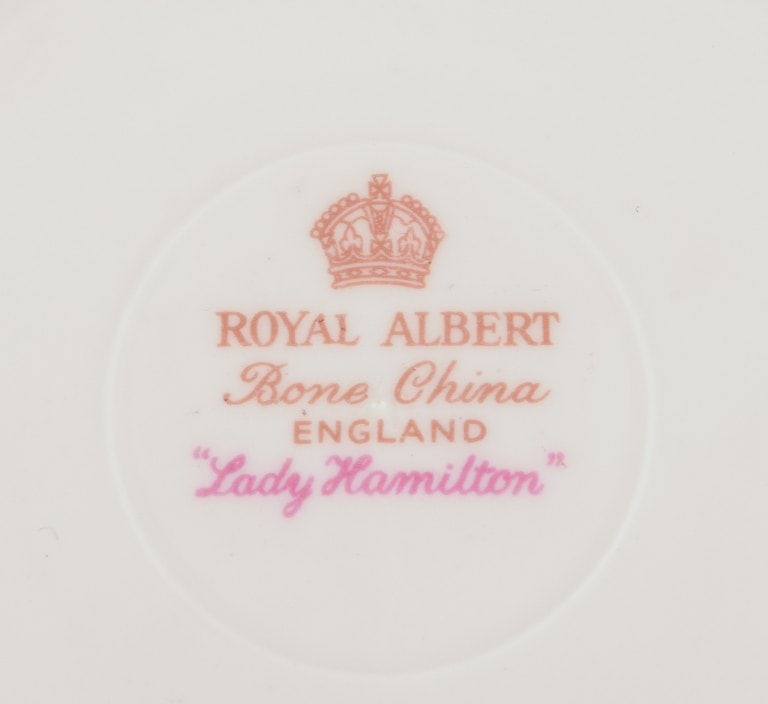 ROYAL ALBERT
Bone China
ENGLAND
"Lady Hamilton"